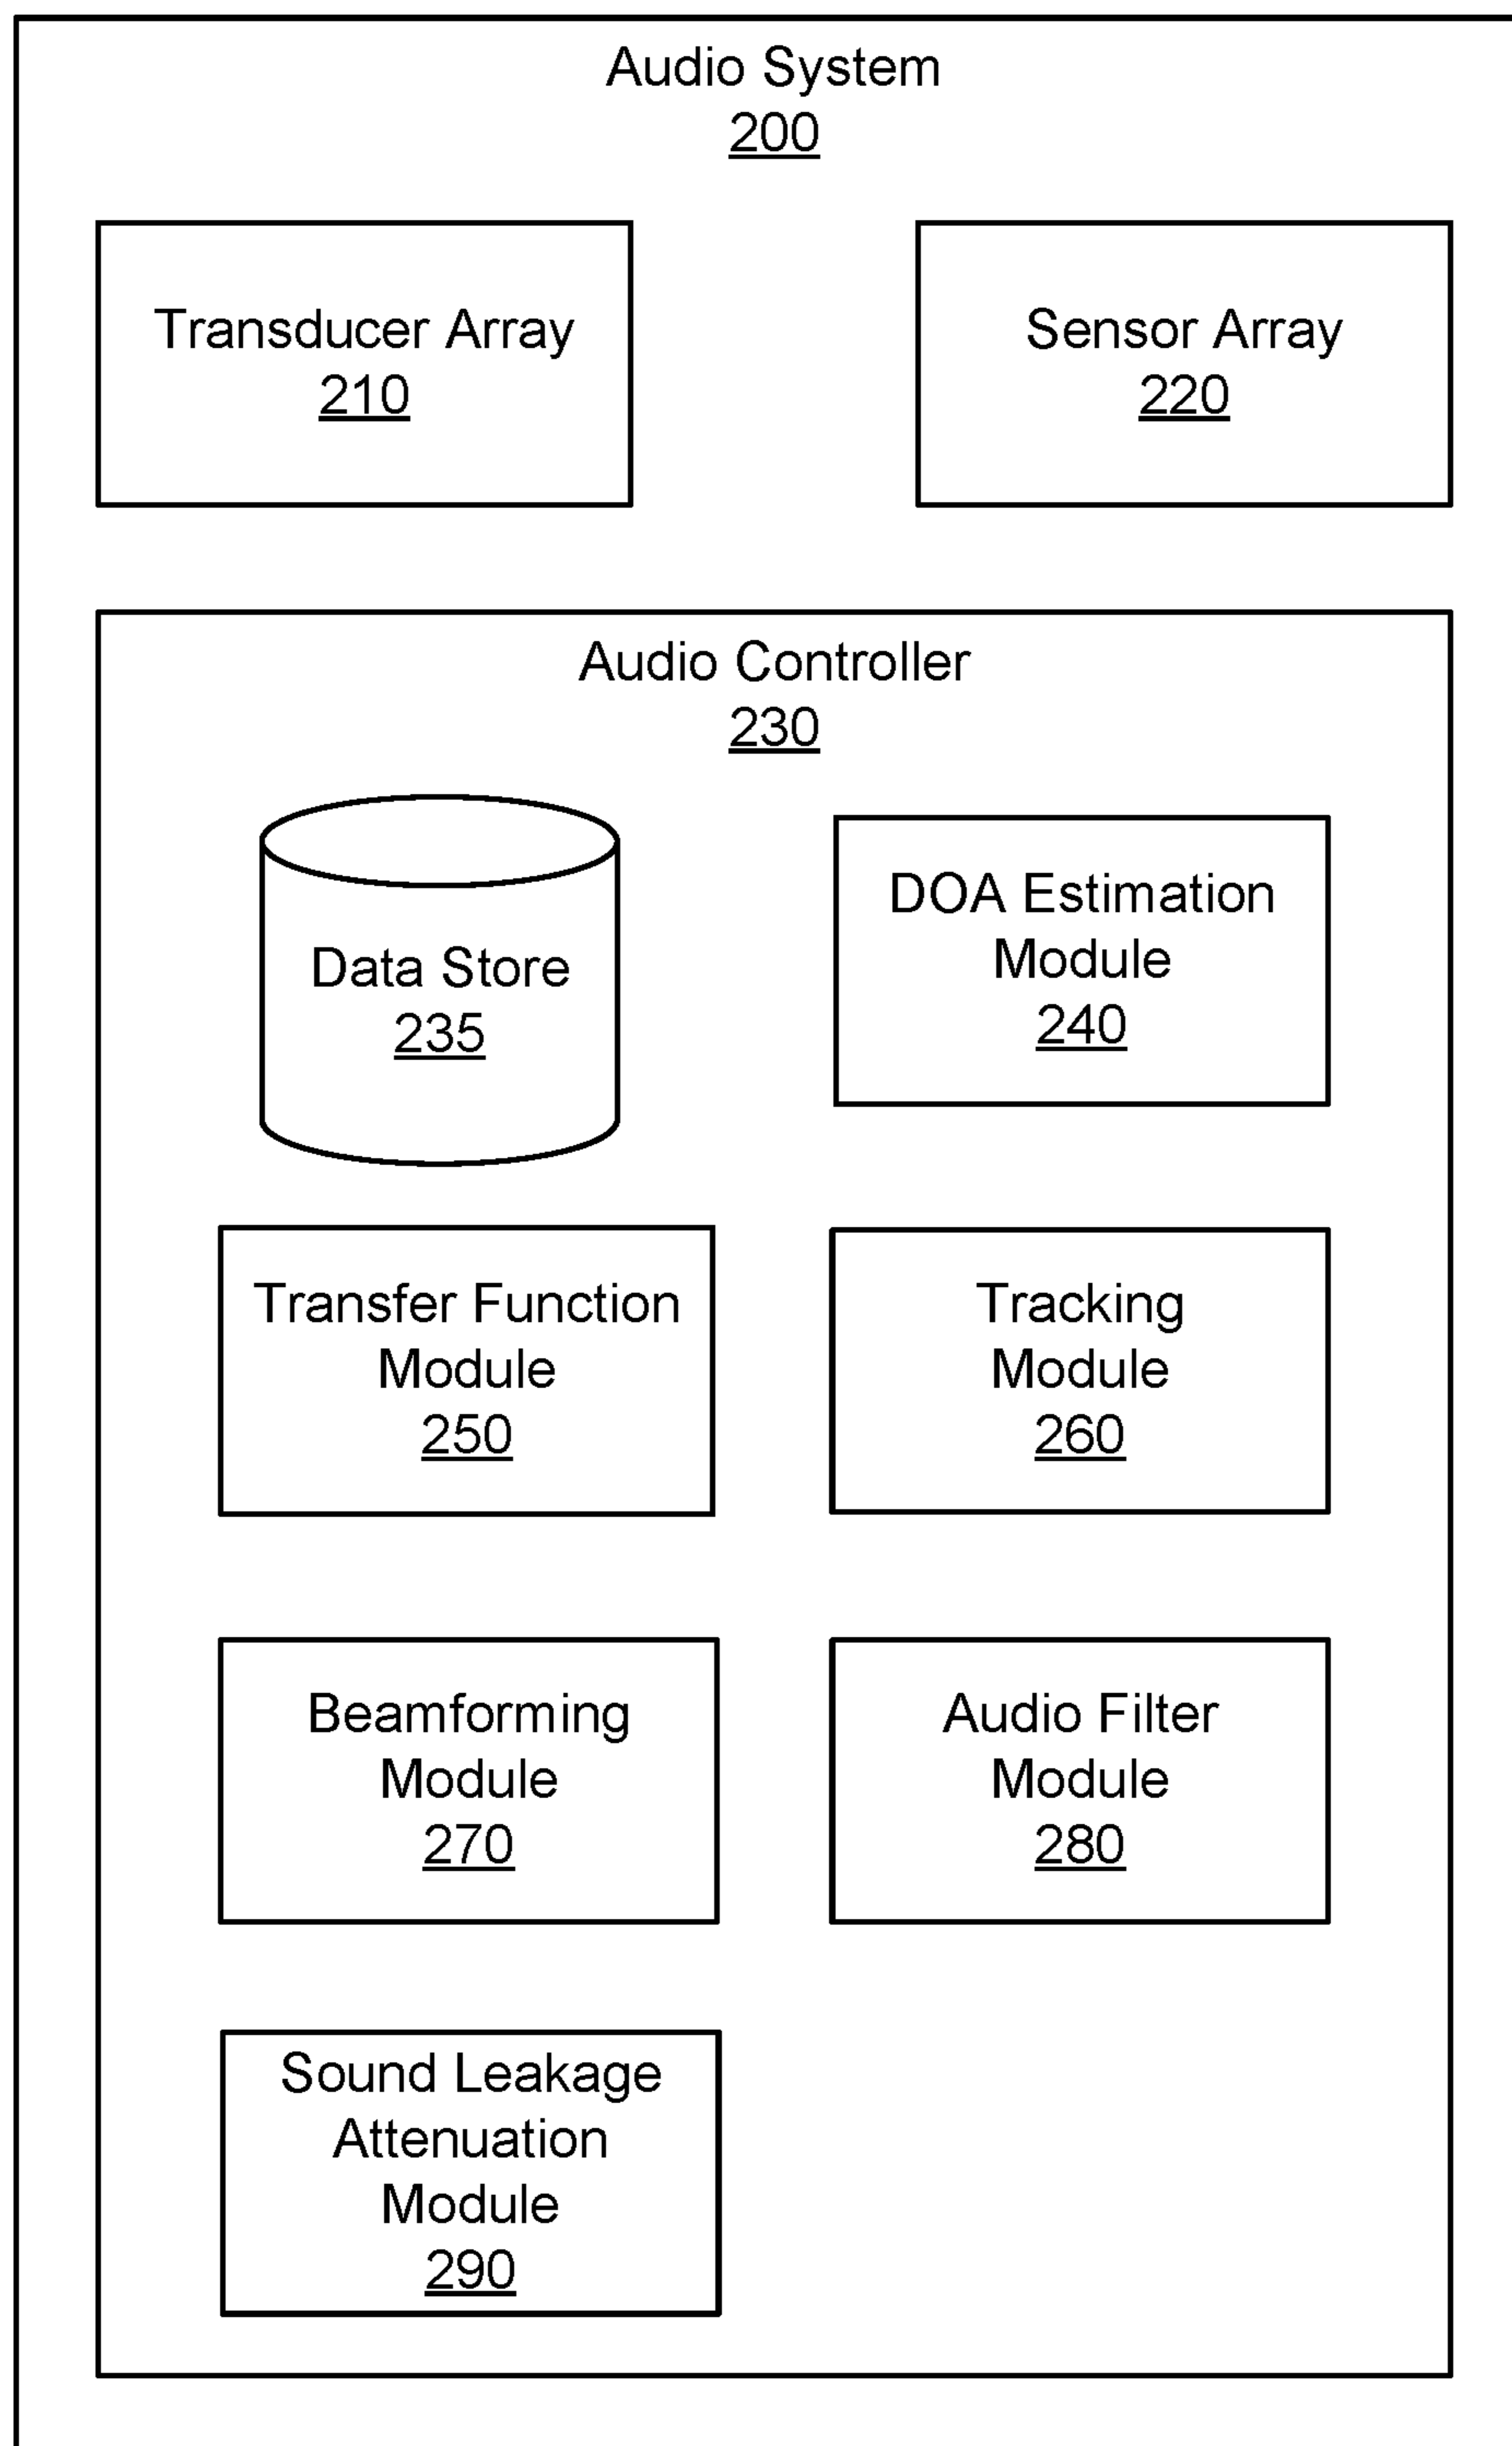 Audio System
200
Transducer Array
210
Sensor Array
220
Audio Controller
230
Data Store
235
DOA Estimation
Module
240
Transfer Function
Module
250
Tracking
Module
260
Beamforming
Module
270
Audio Filter
Module
280
Sound Leakage
Attenuation
Module
290